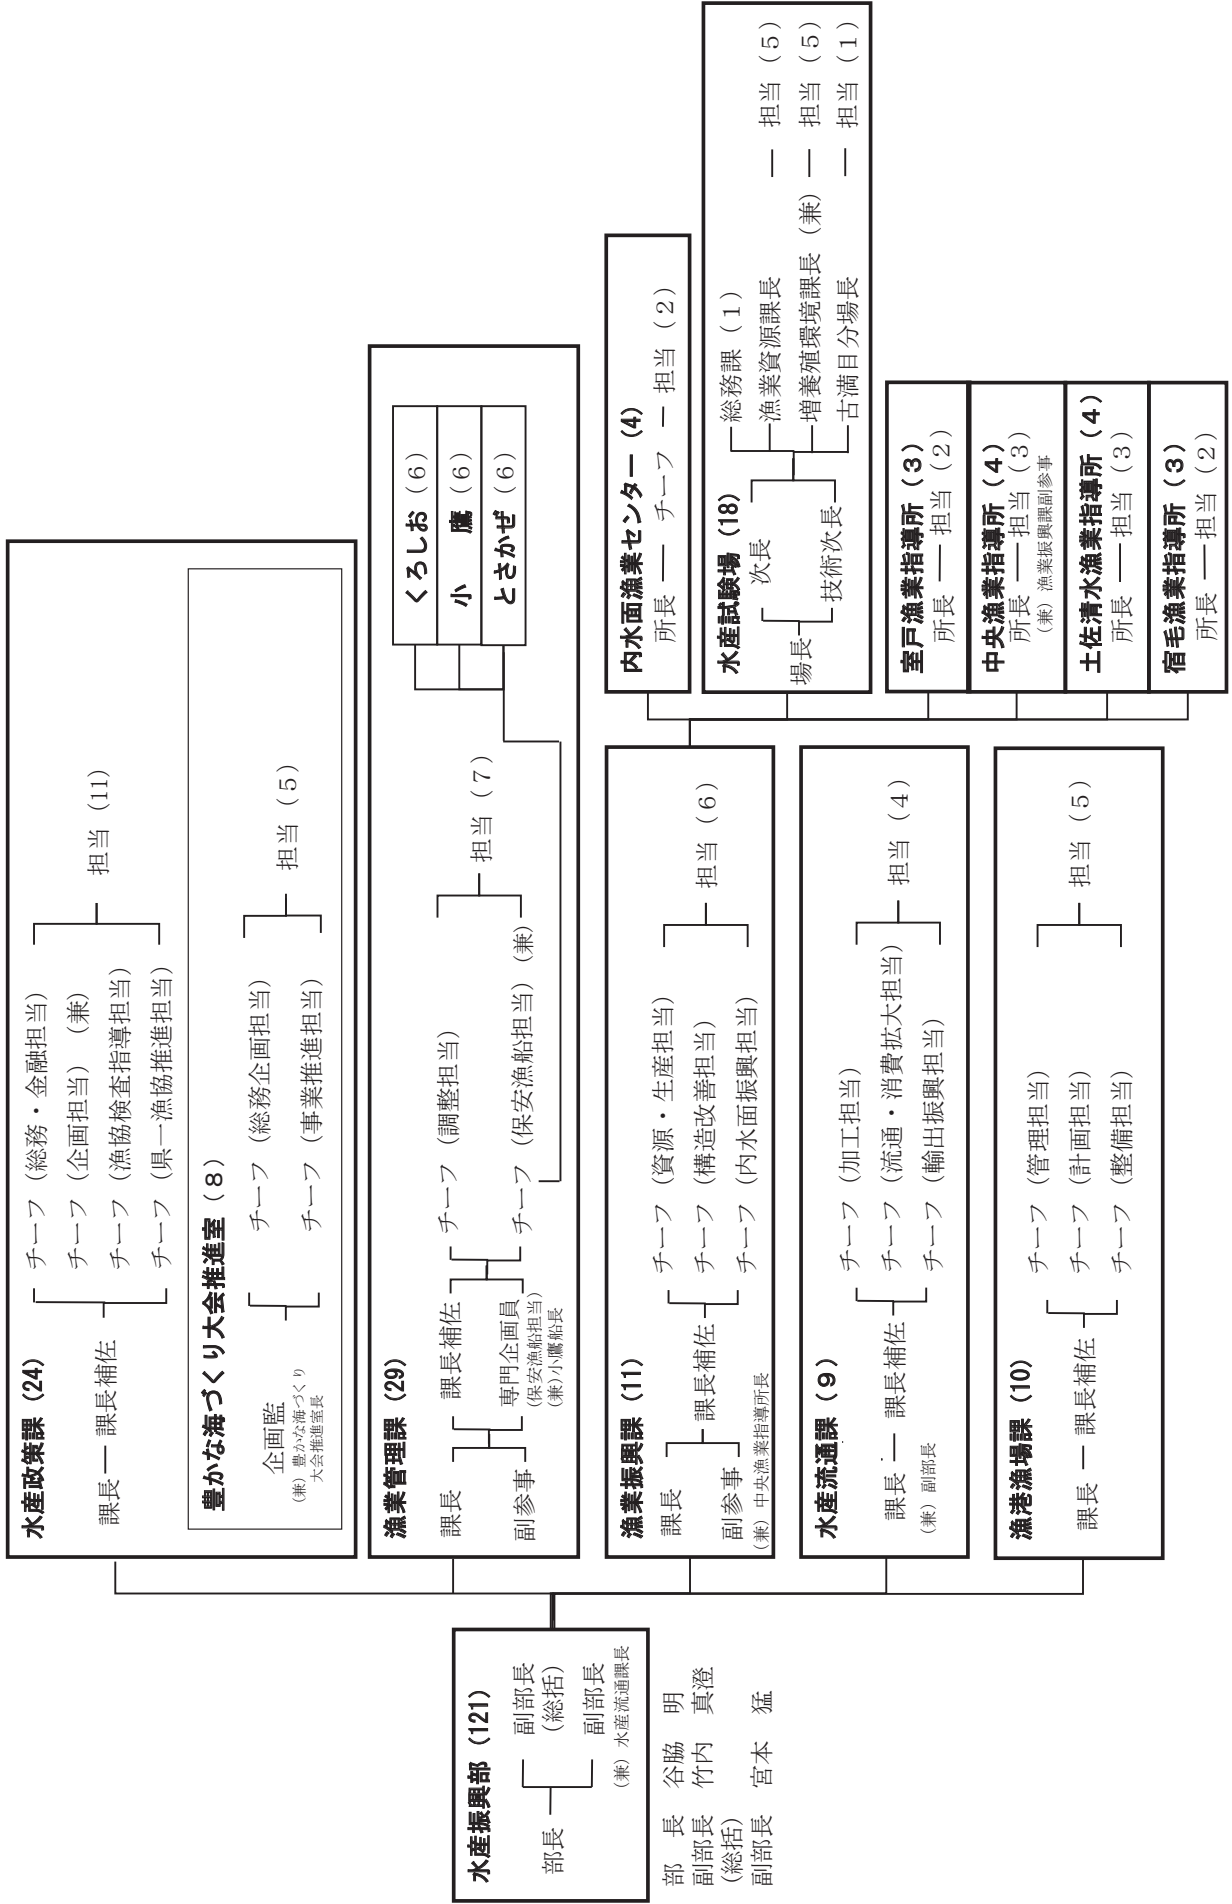 水産振興部（121）
部長
副部長
（総括）
副部長
（兼）水産流通課長
部　長　谷脇　明
副部長　竹内　真澄
（総括）
副部長　宮本　猛
水産政策課（24）
課長
課長補佐
チーフ（総務・金融担当）
チーフ（企画担当）（兼）
チーフ（漁協検査指導担当）
チーフ（県一漁協推進担当）
担当（11）
豊かな海づくり大会推進室（８）
企画監
（兼）豊かな海づくり
大会推進室長
チーフ（総務企画担当）
チーフ（事業推進担当）
担当（５）
漁業管理課（29）
課長
副参事
課長補佐
専門企画員
（保安漁船担当）
（兼）小鷹船長
チーフ（調整担当）
チーフ（保安漁船担当）（兼）
担当（７）
くろしお（６）
小　鷹（６）
とさかぜ（６）
漁業振興課（11）
課長
副参事
（兼）中央漁業指導所長
課長補佐
チーフ（資源・生産担当）
チーフ（構造改善担当）
チーフ（内水面振興担当）
担当（６）
内水面漁業センター（4）
所長　チーフ　担当（２）
水産試験場（18）
場長
次長
技術次長
総務課（１）
漁業資源課長　担当（５）
増養殖環境課長（兼）　担当（５）
古満目分場長　担当（１）
室戸漁業指導所（３）
所長　担当（２）
中央漁業指導所（４）
所長　担当（３）
（兼）漁業振興課副参事
土佐清水漁業指導所（４）
所長　担当（３）
宿毛漁業指導所（３）
所長　担当（２）
水産流通課（９）
課長
（兼）副部長
課長補佐
チーフ（加工担当）
チーフ（流通・消費拡大担当）
チーフ（輸出振興担当）
担当（４）
漁港漁場課（10）
課長
課長補佐
チーフ（管理担当）
チーフ（計画担当）
チーフ（整備担当）
担当（５）